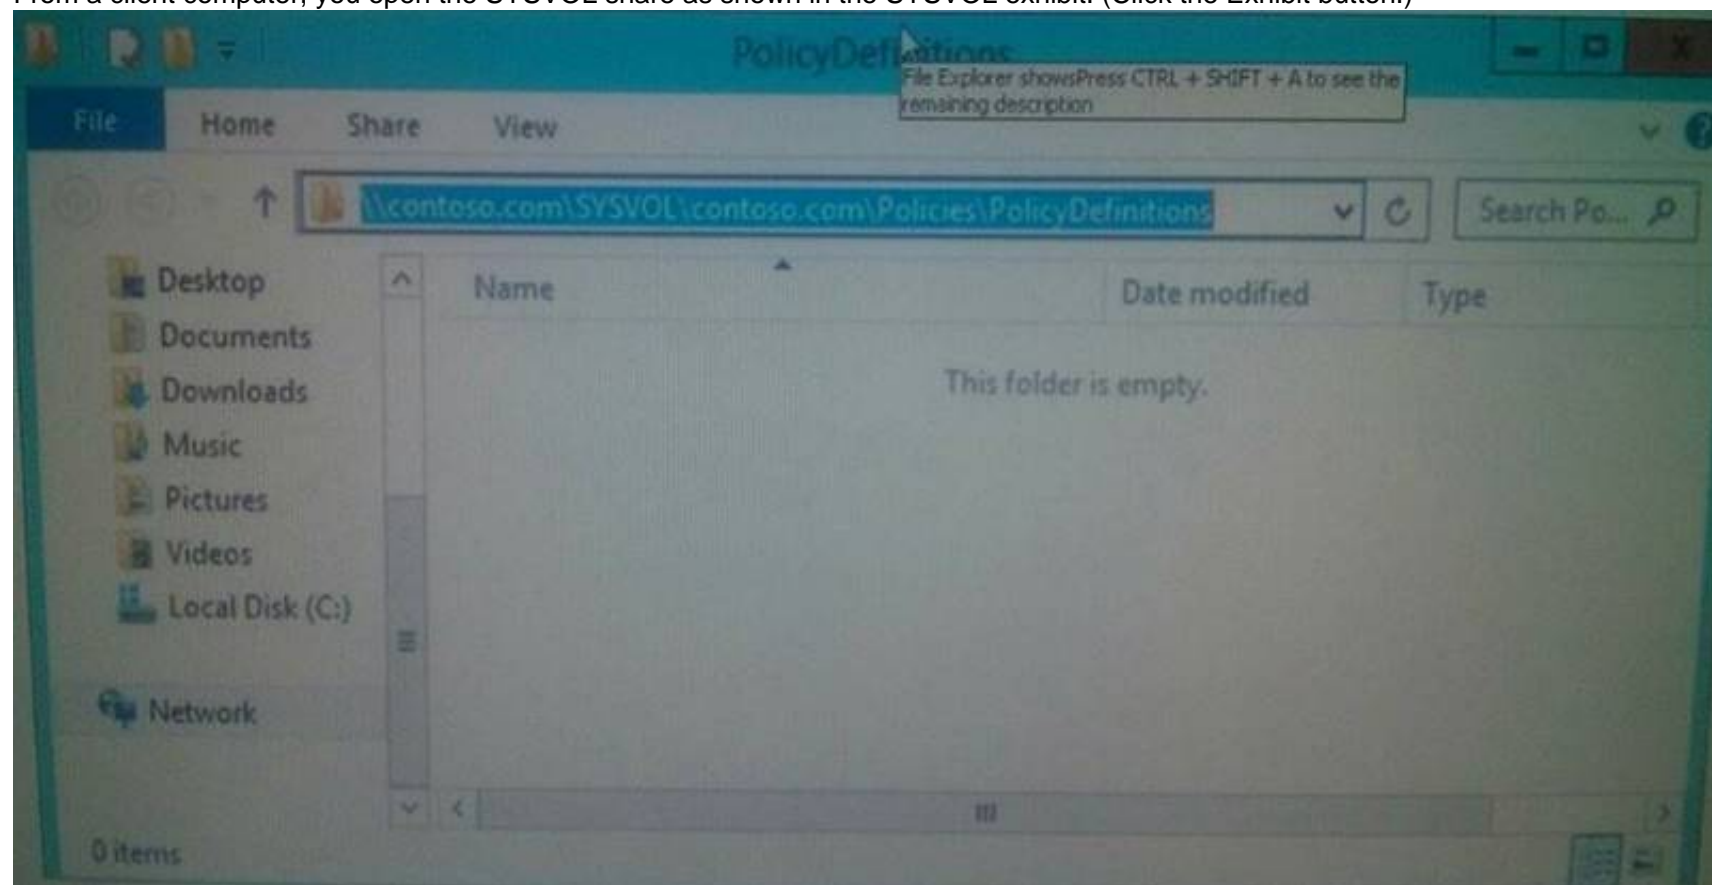 From a client computer, you open the SYSVOL share as shown in the SYSVOL exhibit. (Click the Exhibit button.)
PolicyDefinitions
File Explorer showsPress CTRL + SHIFT + A to see the
remaining description
File Home Share View
\\contoso.com\SYSVOL\contoso.com\Policies\PolicyDefinitions
Search Po...
Desktop
Name Date modified Type
Documents
This folder is empty.
Downloads
Music
Pictures
Videos
Local Disk (C:)
Network
0 items